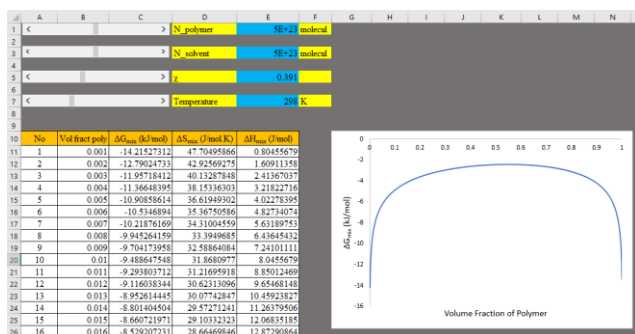 A B C D E F G H I J K L M N
1 < > N_polymer 5E+23 molecul
2
3 < > N_solvent 5E+23 molecul
4
5 < > χ 0.391
6
7 < > Temperature 298 K
8
9
10 No Vol fract poly ΔGmix (kJ/mol) ΔSmix (J/mol.K) ΔHmix (J/mol)
11 1 0.001 -14.21527312 47.70495866 0.80455679
12 2 0.002 -12.79024733 42.92569275 1.60911358
13 3 0.003 -11.95718412 40.13287848 2.41367037
14 4 0.004 -11.36648395 38.15336303 3.21822716
15 5 0.005 -10.90858614 36.61949302 4.02278395
16 6 0.006 -10.5346894 35.36750586 4.82734074
17 7 0.007 -10.21876169 34.31004559 5.63189753
18 8 0.008 -9.945264159 33.3949685 6.43645432
19 9 0.009 -9.704173958 32.58864084 7.24101111
20 10 0.01 -9.488647548 31.8680977 8.0455679
21 11 0.011 -9.293803712 31.21695918 8.85012469
22 12 0.012 -9.116038344 30.62313096 9.65468148
23 13 0.013 -8.952614445 30.07742847 10.45923827
24 14 0.014 -8.801404504 29.57271241 11.26379506
25 15 0.015 -8.660721971 29.10332323 12.06835185
26 16 0.016 -8.529207231 28.66469846 12.87290864
0 0.1 0.2 0.3 0.4 0.5 0.6 0.7 0.8 0.9 1
0
-2
-4
-6
-8
-10
-12
-14
-16
ΔGmix (kJ/mol)
Volume Fraction of Polymer